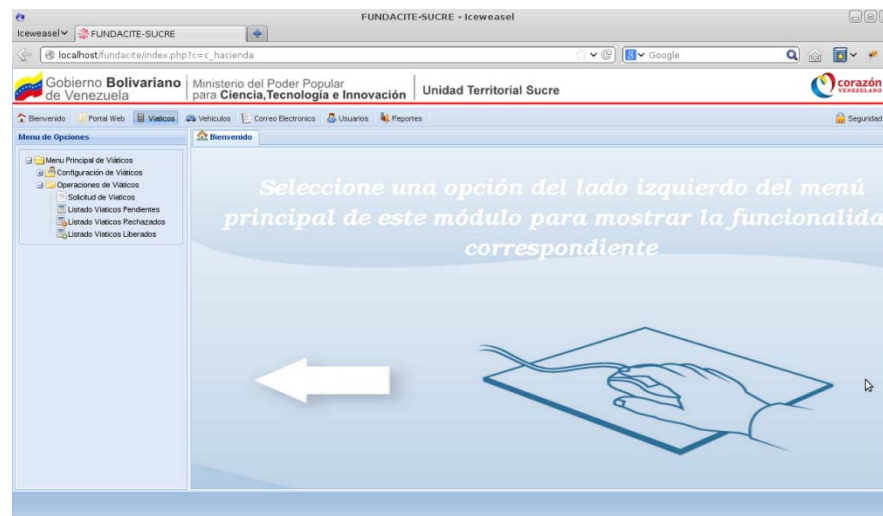 FUNDACITE-SUCRE - Iceweasel
Iceweasel FUNDACITE-SUCRE
localhost/fundacite/index.php?c=c_hacienda Google
Gobierno Bolivariano de Venezuela
Ministerio del Poder Popular para Ciencia,Tecnología e Innovación
Unidad Territorial Sucre
corazón VENEZOLANO
Bienvenido Portal Web Viaticos Vehiculos Correo Electronico Usuarios Reportes Seguridad
Menu de Opciones
Bienvenido
Menu Principal de Viáticos
Configuración de Viáticos
Operaciones de Viáticos
Solicitud de Viaticos
Listado Viaticos Pendientes
Listado Viaticos Rechazados
Listado Viaticos Liberados
Seleccione una opción del lado izquierdo del menú
principal de este módulo para mostrar la funcionalida
correspondiente